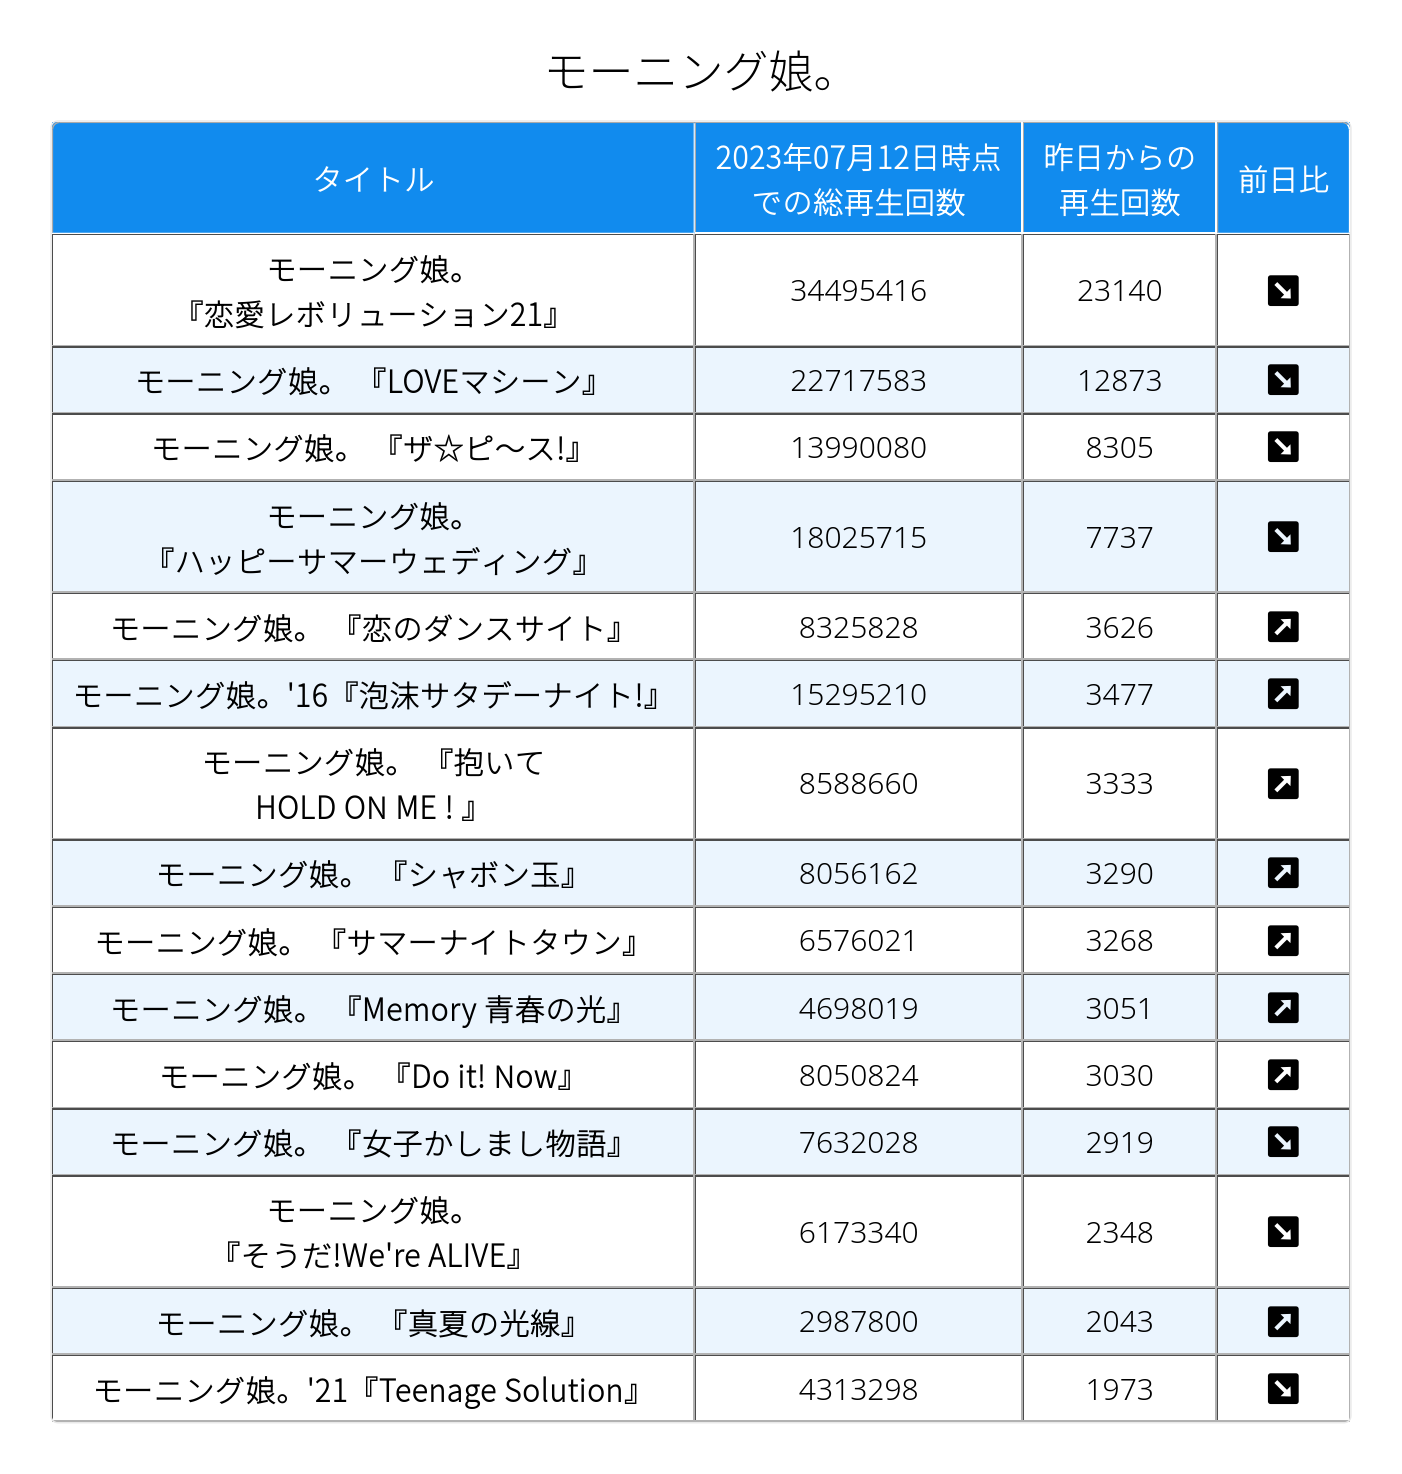 モーニング娘。
タイトル
2023年07月12日時点
での総再生回数
昨日からの
再生回数
前日比
モーニング娘。
『恋愛レボリューション21』
34495416
23140
モーニング娘。 『LOVEマシーン』
22717583
12873
モーニング娘。 『ザ☆ピ〜ス!』
13990080
8305
モーニング娘。
『ハッピーサマーウェディング』
18025715
7737
モーニング娘。 『恋のダンスサイト』
8325828
3626
モーニング娘。'16『泡沫サタデーナイト!』
15295210
3477
モーニング娘。 『抱いて
HOLD ON ME ! 』
8588660
3333
モーニング娘。 『シャボン玉』
8056162
3290
モーニング娘。 『サマーナイトタウン』
6576021
3268
モーニング娘。 『Memory 青春の光』
4698019
3051
モーニング娘。 『Do it! Now』
8050824
3030
モーニング娘。 『女子かしまし物語』
7632028
2919
モーニング娘。
『そうだ!We're ALIVE』
6173340
2348
モーニング娘。 『真夏の光線』
2987800
2043
モーニング娘。'21『Teenage Solution』
4313298
1973